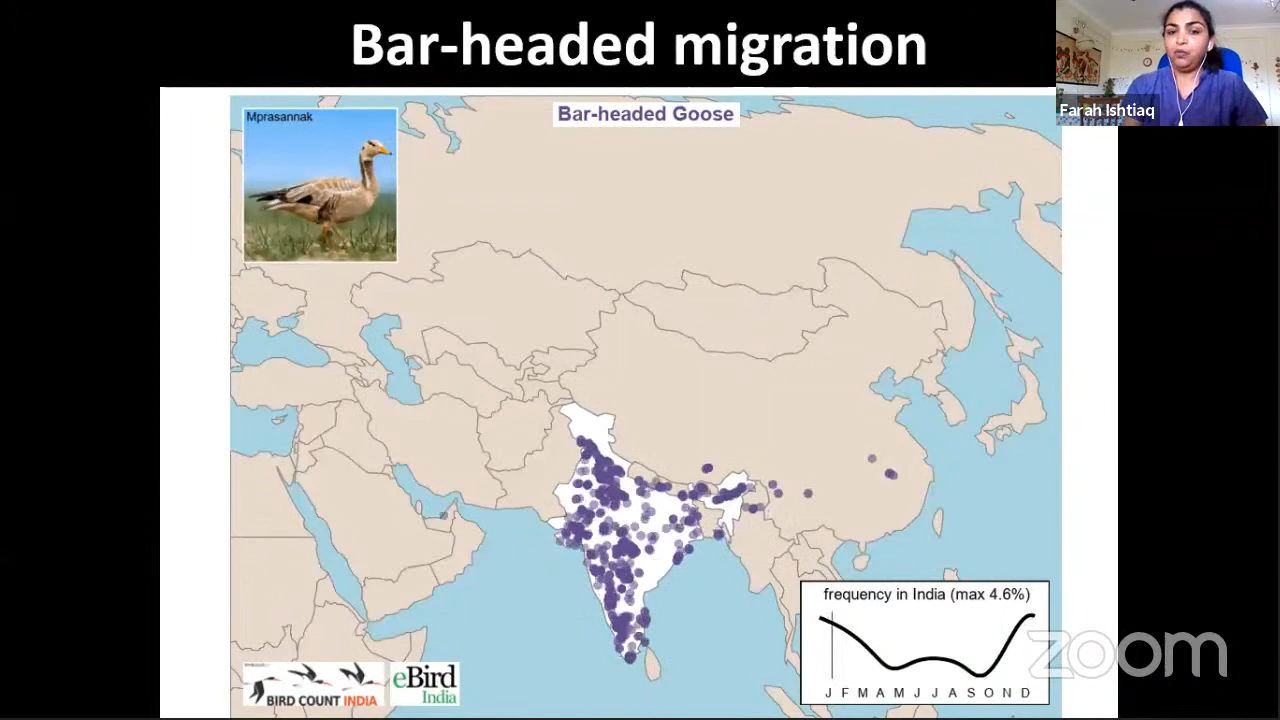 Bar-headed migration
Farah Ishtiaq
Mprasannak
Bar-headed Goose
frequency in India (max 4.6%)
J F M A M J J A S O N D
zoom
BIRD COUNT INDIA
eBird
India